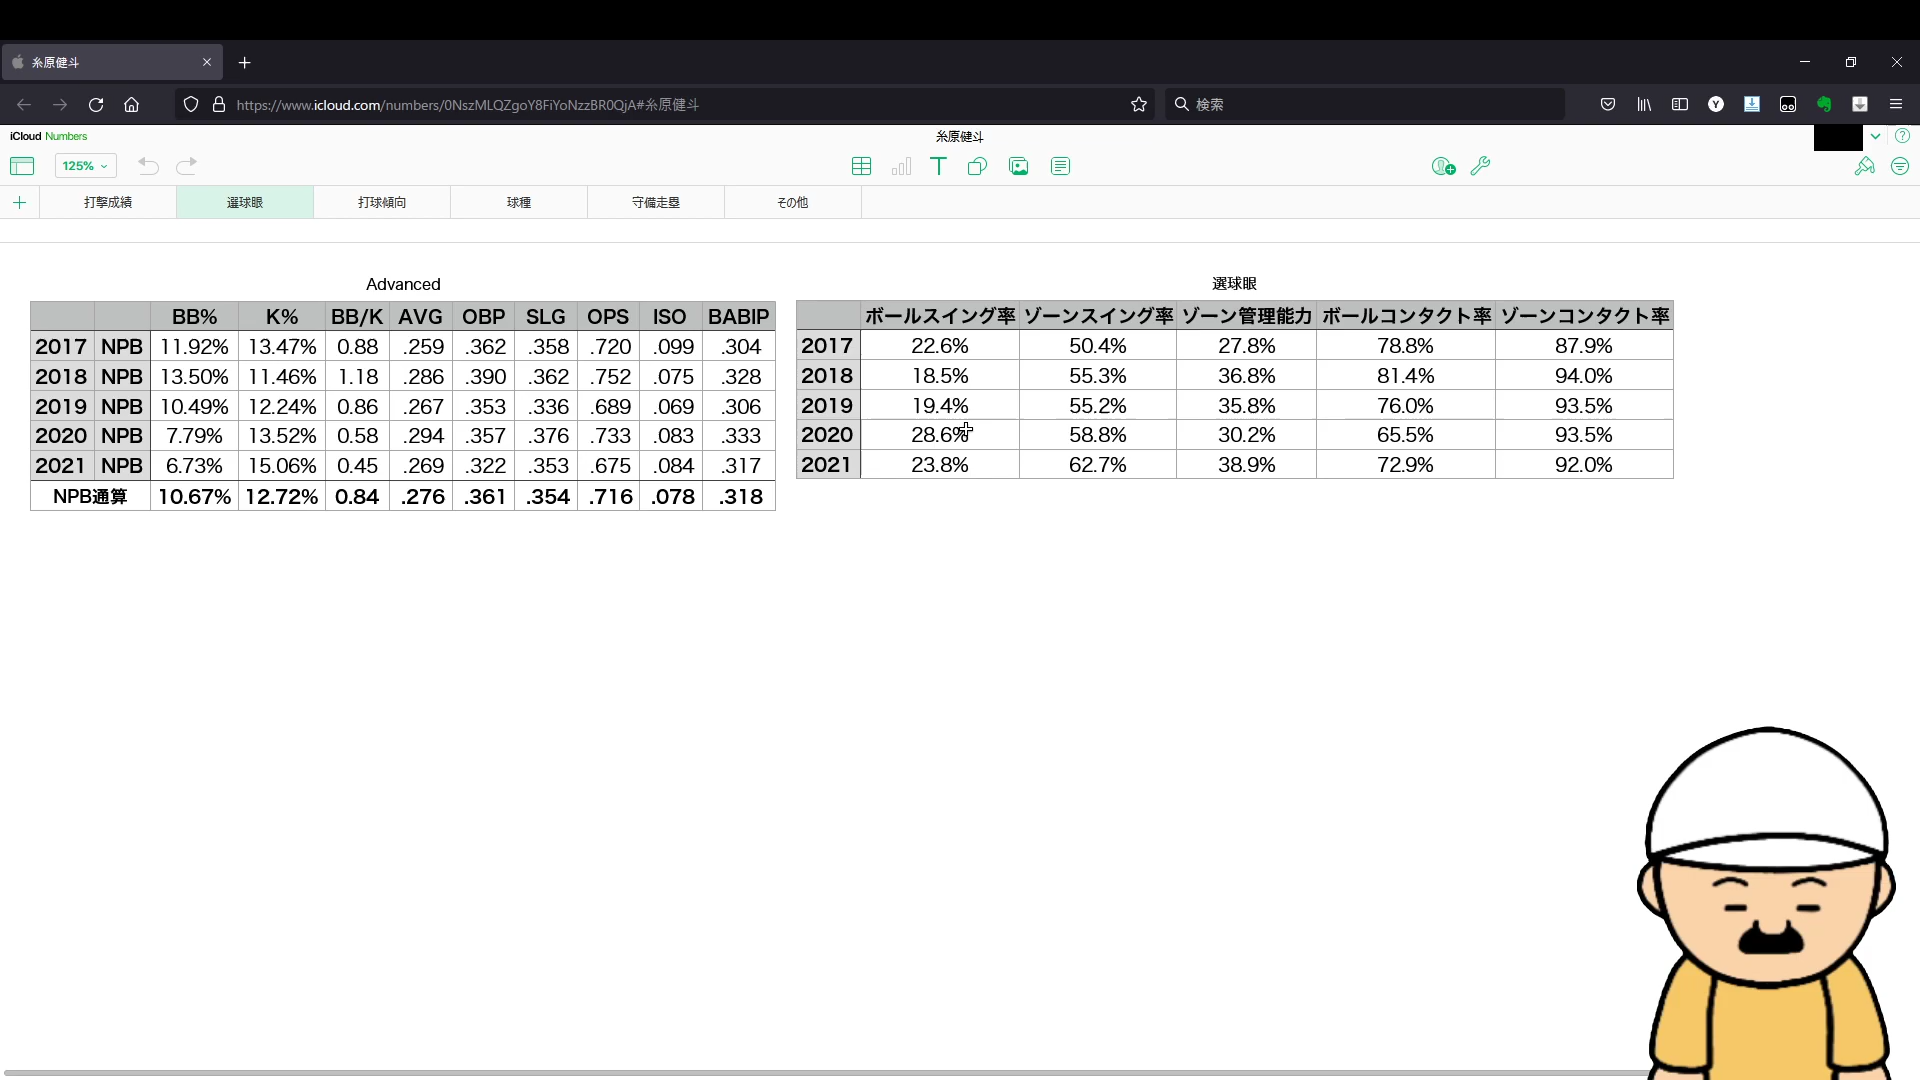 糸原健斗
https://www.icloud.com/numbers/0NszMLQZgoY8FiYoNzzBR0QjA#糸原健斗
検索
iCloud Numbers
糸原健斗
125%
打撃成績 選球眼 打球傾向 球種 守備走塁 その他
Advanced
BB% K% BB/K AVG OBP SLG OPS ISO BABIP
2017 NPB 11.92% 13.47% 0.88 .259 .362 .358 .720 .099 .304
2018 NPB 13.50% 11.46% 1.18 .286 .390 .362 .752 .075 .328
2019 NPB 10.49% 12.24% 0.86 .267 .353 .336 .689 .069 .306
2020 NPB 7.79% 13.52% 0.58 .294 .357 .376 .733 .083 .333
2021 NPB 6.73% 15.06% 0.45 .269 .322 .353 .675 .084 .317
NPB通算 10.67% 12.72% 0.84 .276 .361 .354 .716 .078 .318
選球眼
ボールスイング率 ゾーンスイング率 ゾーン管理能力 ボールコンタクト率 ゾーンコンタクト率
2017 22.6% 50.4% 27.8% 78.8% 87.9%
2018 18.5% 55.3% 36.8% 81.4% 94.0%
2019 19.4% 55.2% 35.8% 76.0% 93.5%
2020 28.6% 58.8% 30.2% 65.5% 93.5%
2021 23.8% 62.7% 38.9% 72.9% 92.0%